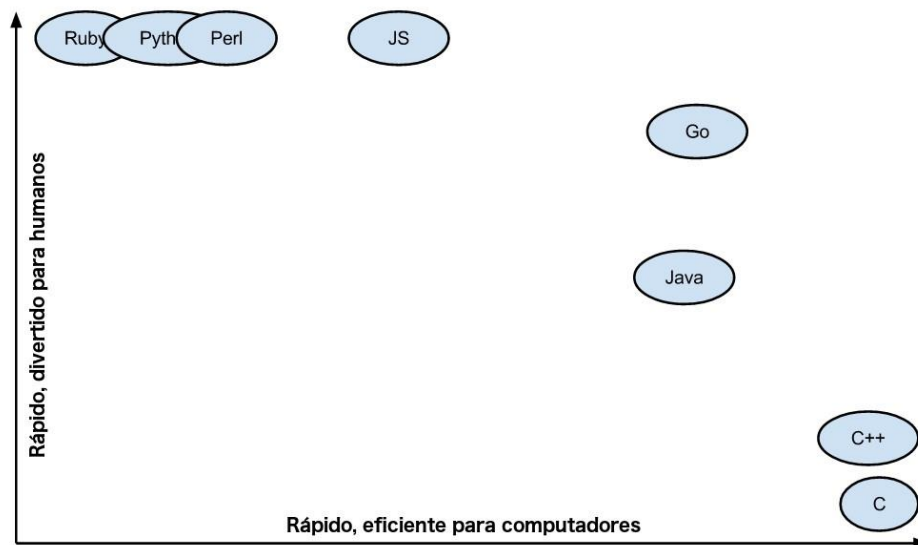 Ruby
Pyth
Perl
JS
Go
Java
C++
C
Rápido, divertido para humanos
Rápido, eficiente para computadores